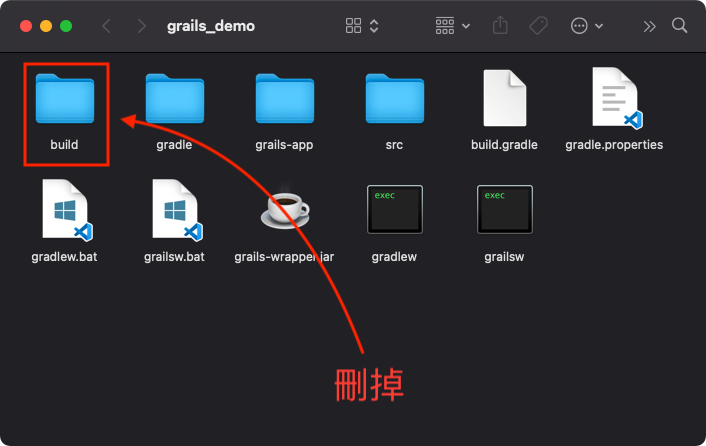 grails_demo
build
gradle
grails-app
src
build.gradle
gradle.properties
exec
exec
gradlew.bat
grailsw.bat
grails-wrapper.jar
gradlew
grailsw
刪掉